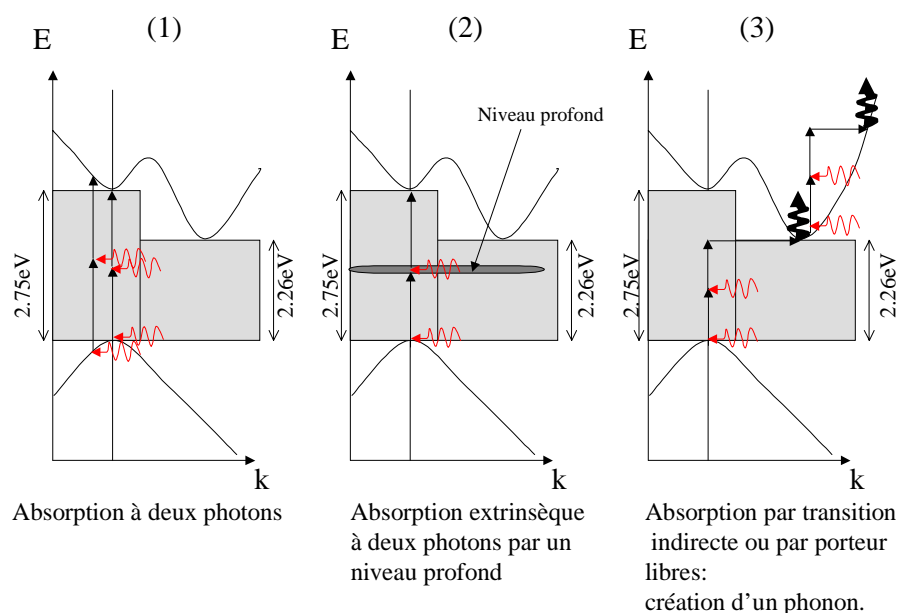 (1)
(2)
(3)
E
E
E
Niveau profond
2.75eV
2.26eV
2.75eV
2.26eV
2.75eV
2.26eV
k
k
k
Absorption à deux photons
Absorption extrinsèque
à deux photons par un
niveau profond
Absorption par transition
indirecte ou par porteur
libres:
création d'un phonon.